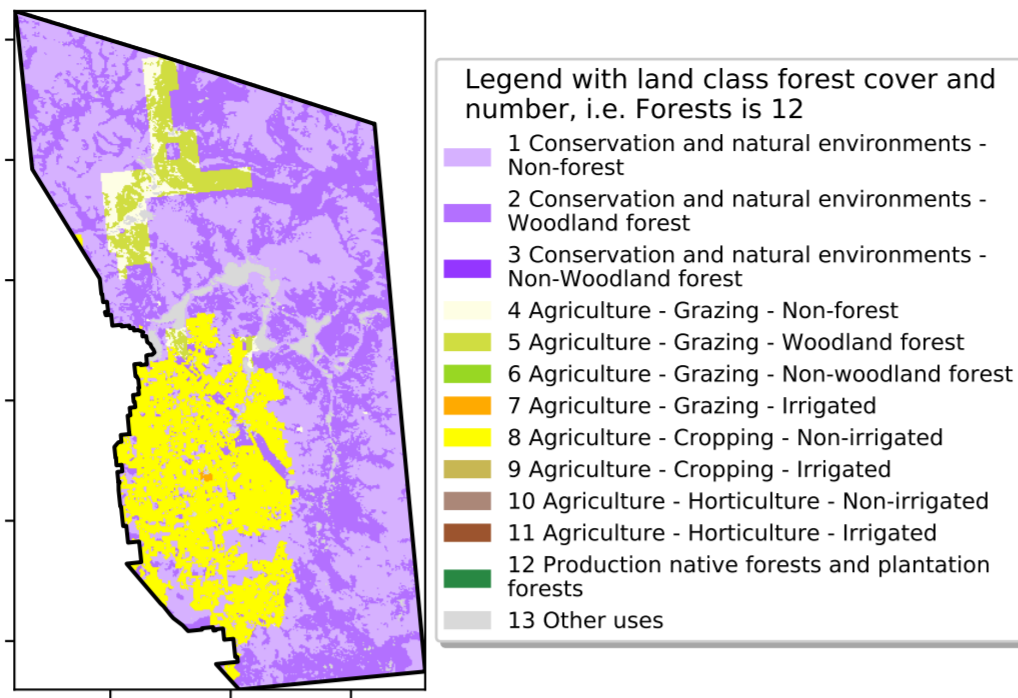 Legend with land class forest cover and
number, i.e. Forests is 12
1 Conservation and natural environments -
Non-forest
2 Conservation and natural environments -
Woodland forest
3 Conservation and natural environments -
Non-Woodland forest
4 Agriculture - Grazing - Non-forest
5 Agriculture - Grazing - Woodland forest
6 Agriculture - Grazing - Non-woodland forest
7 Agriculture - Grazing - Irrigated
8 Agriculture - Cropping - Non-irrigated
9 Agriculture - Cropping - Irrigated
10 Agriculture - Horticulture - Non-irrigated
11 Agriculture - Horticulture - Irrigated
12 Production native forests and plantation
forests
13 Other uses